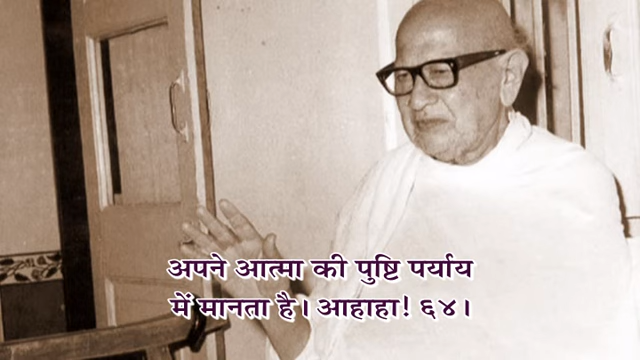 अपने आत्मा की पुष्टि पर्याय
में मानता है। आहाहा! ६४।